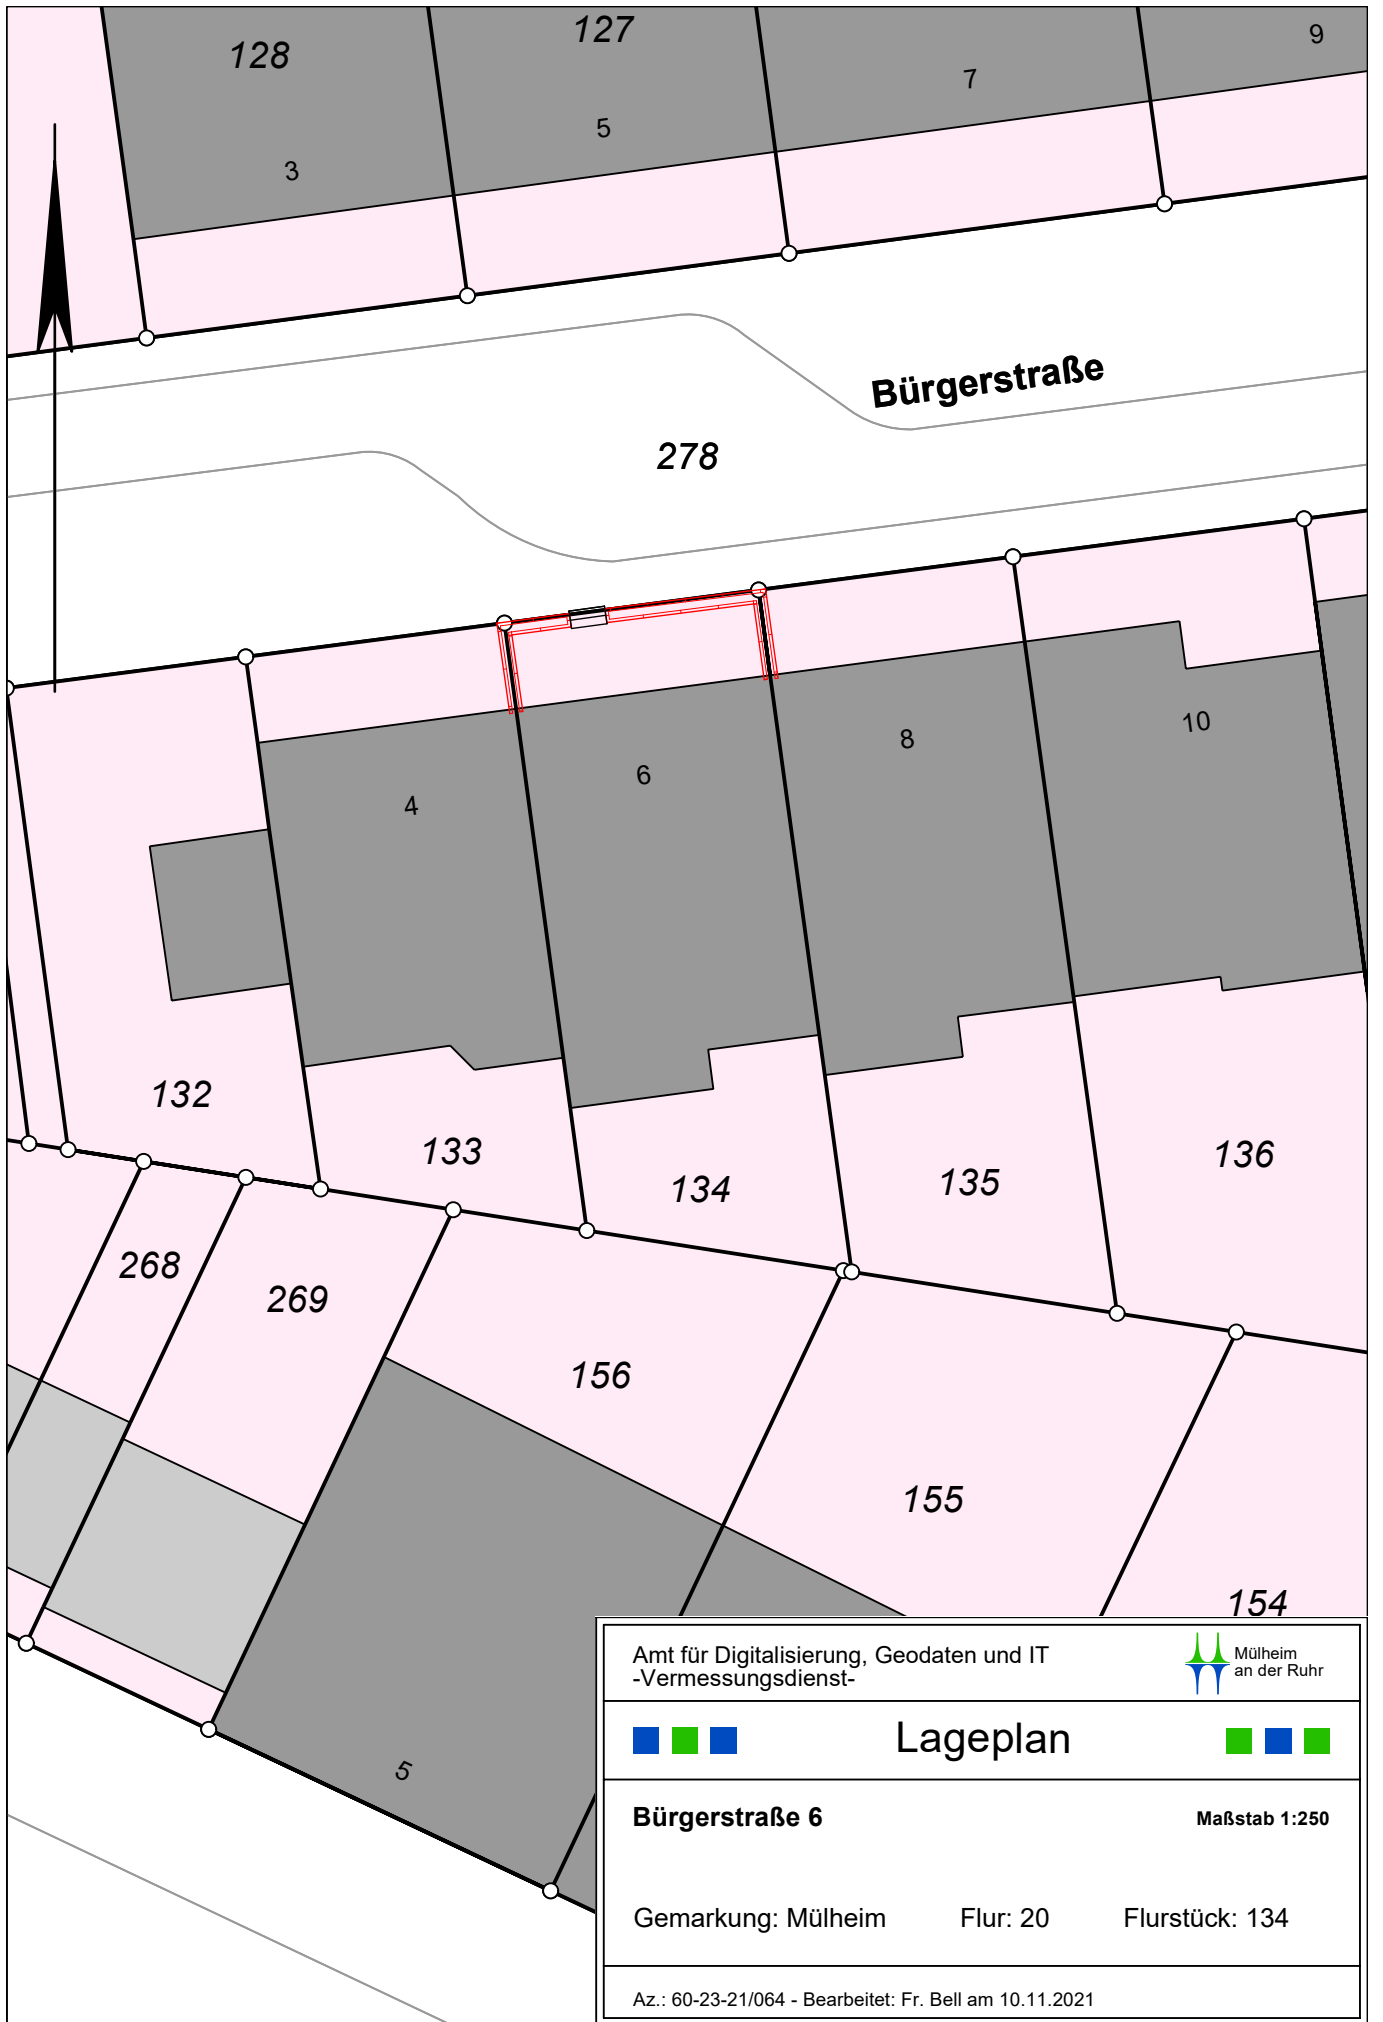 128
127
9
7
5
3
Bürgerstraße
278
10
8
6
4
132
133
134
135
136
268
269
156
155
154
5
Amt für Digitalisierung, Geodaten und IT
-Vermessungsdienst-
Mülheim
an der Ruhr
Lageplan
Bürgerstraße 6
Maßstab 1:250
Gemarkung: Mülheim Flur: 20 Flurstück: 134
Az.: 60-23-21/064 - Bearbeitet: Fr. Bell am 10.11.2021